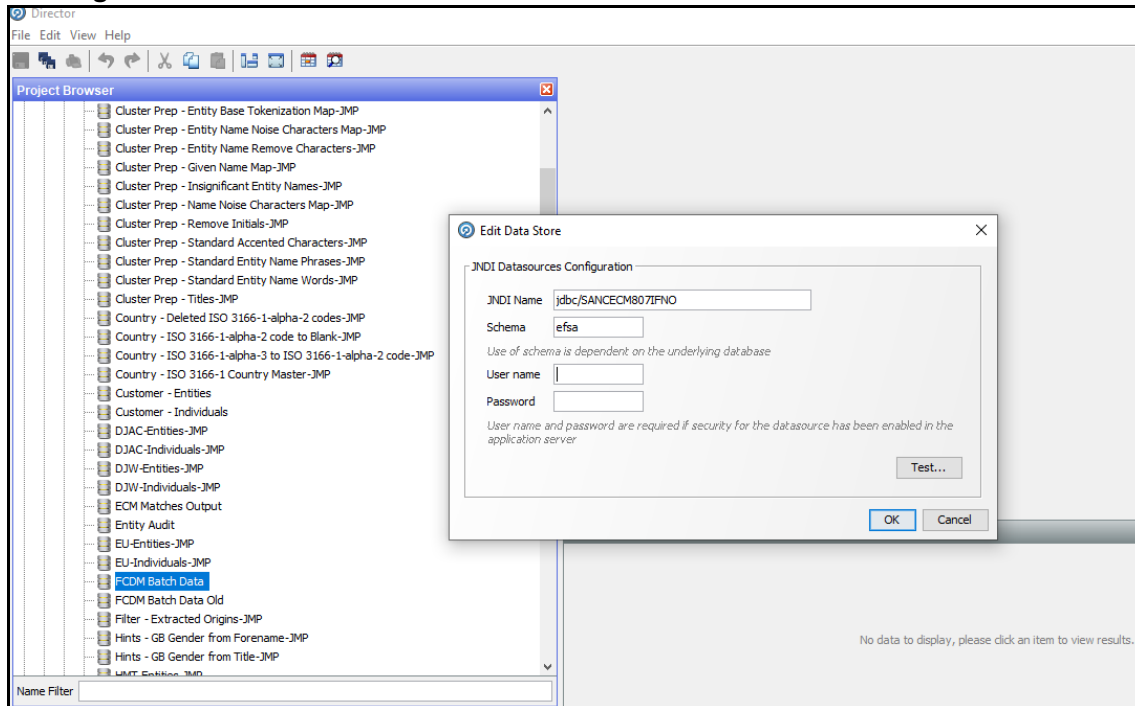 Director
File Edit View Help
Project Browser
Cluster Prep - Entity Base Tokenization Map-JMP
Cluster Prep - Entity Name Noise Characters Map-JMP
Cluster Prep - Entity Name Remove Characters-JMP
Cluster Prep - Given Name Map-JMP
Cluster Prep - Insignificant Entity Names-JMP
Cluster Prep - Name Noise Characters Map-JMP
Cluster Prep - Remove Initials-JMP
Cluster Prep - Standard Accented Characters-JMP
Cluster Prep - Standard Entity Name Phrases-JMP
Cluster Prep - Standard Entity Name Words-JMP
Cluster Prep - Titles-JMP
Country - Deleted ISO 3166-1-alpha-2 codes-JMP
Country - ISO 3166-1-alpha-2 code to Blank-JMP
Country - ISO 3166-1-alpha-3 to ISO 3166-1-alpha-2 code-JMP
Country - ISO 3166-1 Country Master-JMP
Customer - Entities
Customer - Individuals
DJAC-Entities-JMP
DJAC-Individuals-JMP
DJW-Entities-JMP
DJW-Individuals-JMP
ECM Matches Output
Entity Audit
EU-Entities-JMP
EU-Individuals-JMP
FCDM Batch Data
FCDM Batch Data Old
Filter - Extracted Origins-JMP
Hints - GB Gender from Forename-JMP
Hints - GB Gender from Title-JMP
HMT Entities-JMP
Name Filter
Edit Data Store
JNDI Datasources Configuration
JNDI Name jdbc/SANCECM807IFNO
Schema efsa
Use of schema is dependent on the underlying database
User name
Password
User name and password are required if security for the datasource has been enabled in the
application server
Test...
OK Cancel
No data to display, please click an item to view results.